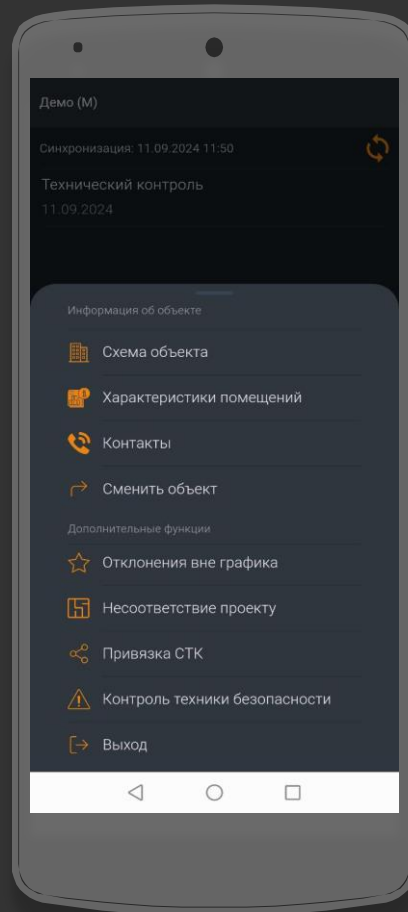 Демо (М)
Синхронизация: 11.09.2024 11:50
Технический контроль
11.09.2024
Информация об объекте
Схема объекта
Характеристики помещений
Контакты
Сменить объект
Дополнительные функции
Отклонения вне графика
Несоответствие проекту
Привязка СТК
Контроль техники безопасности
Выход